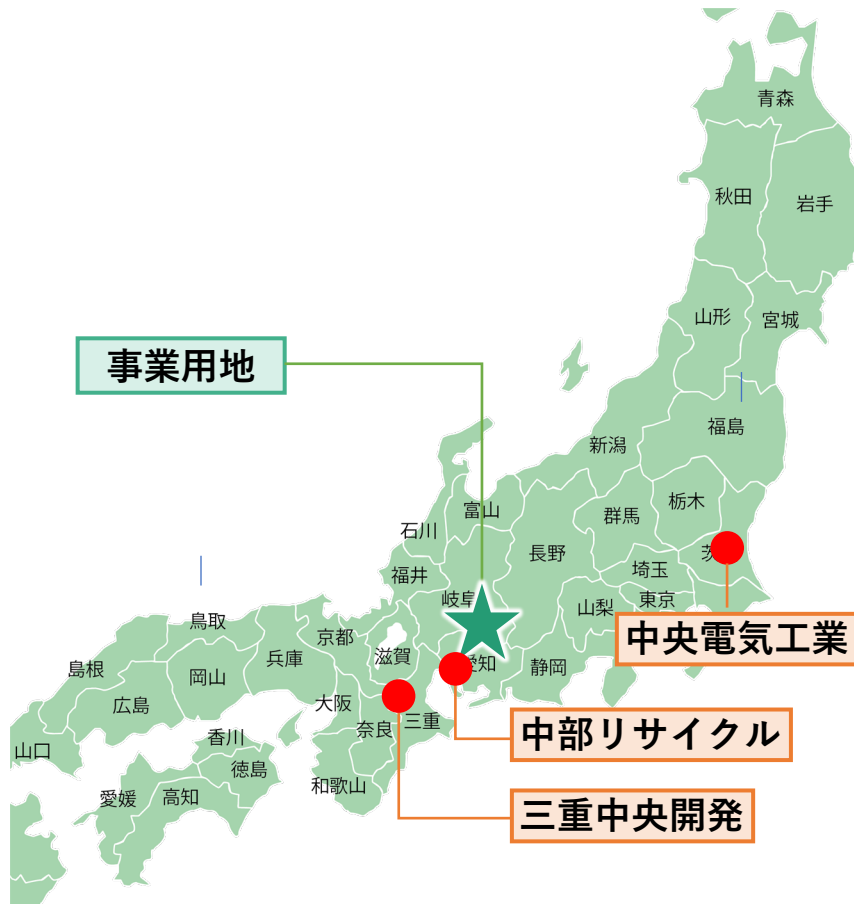 青森
秋田
岩手
山形
宮城
事業用地
福島
新潟
栃木
群馬
富山
石川
長野
茨
福井
埼玉
岐阜
山梨
東京
鳥取
京都
兵庫
滋賀
愛知
静岡
中央電気工業
島根
岡山
広島
大阪
奈良
三重
山口
香川
中部リサイクル
徳島
和歌山
愛媛
高知
三重中央開発